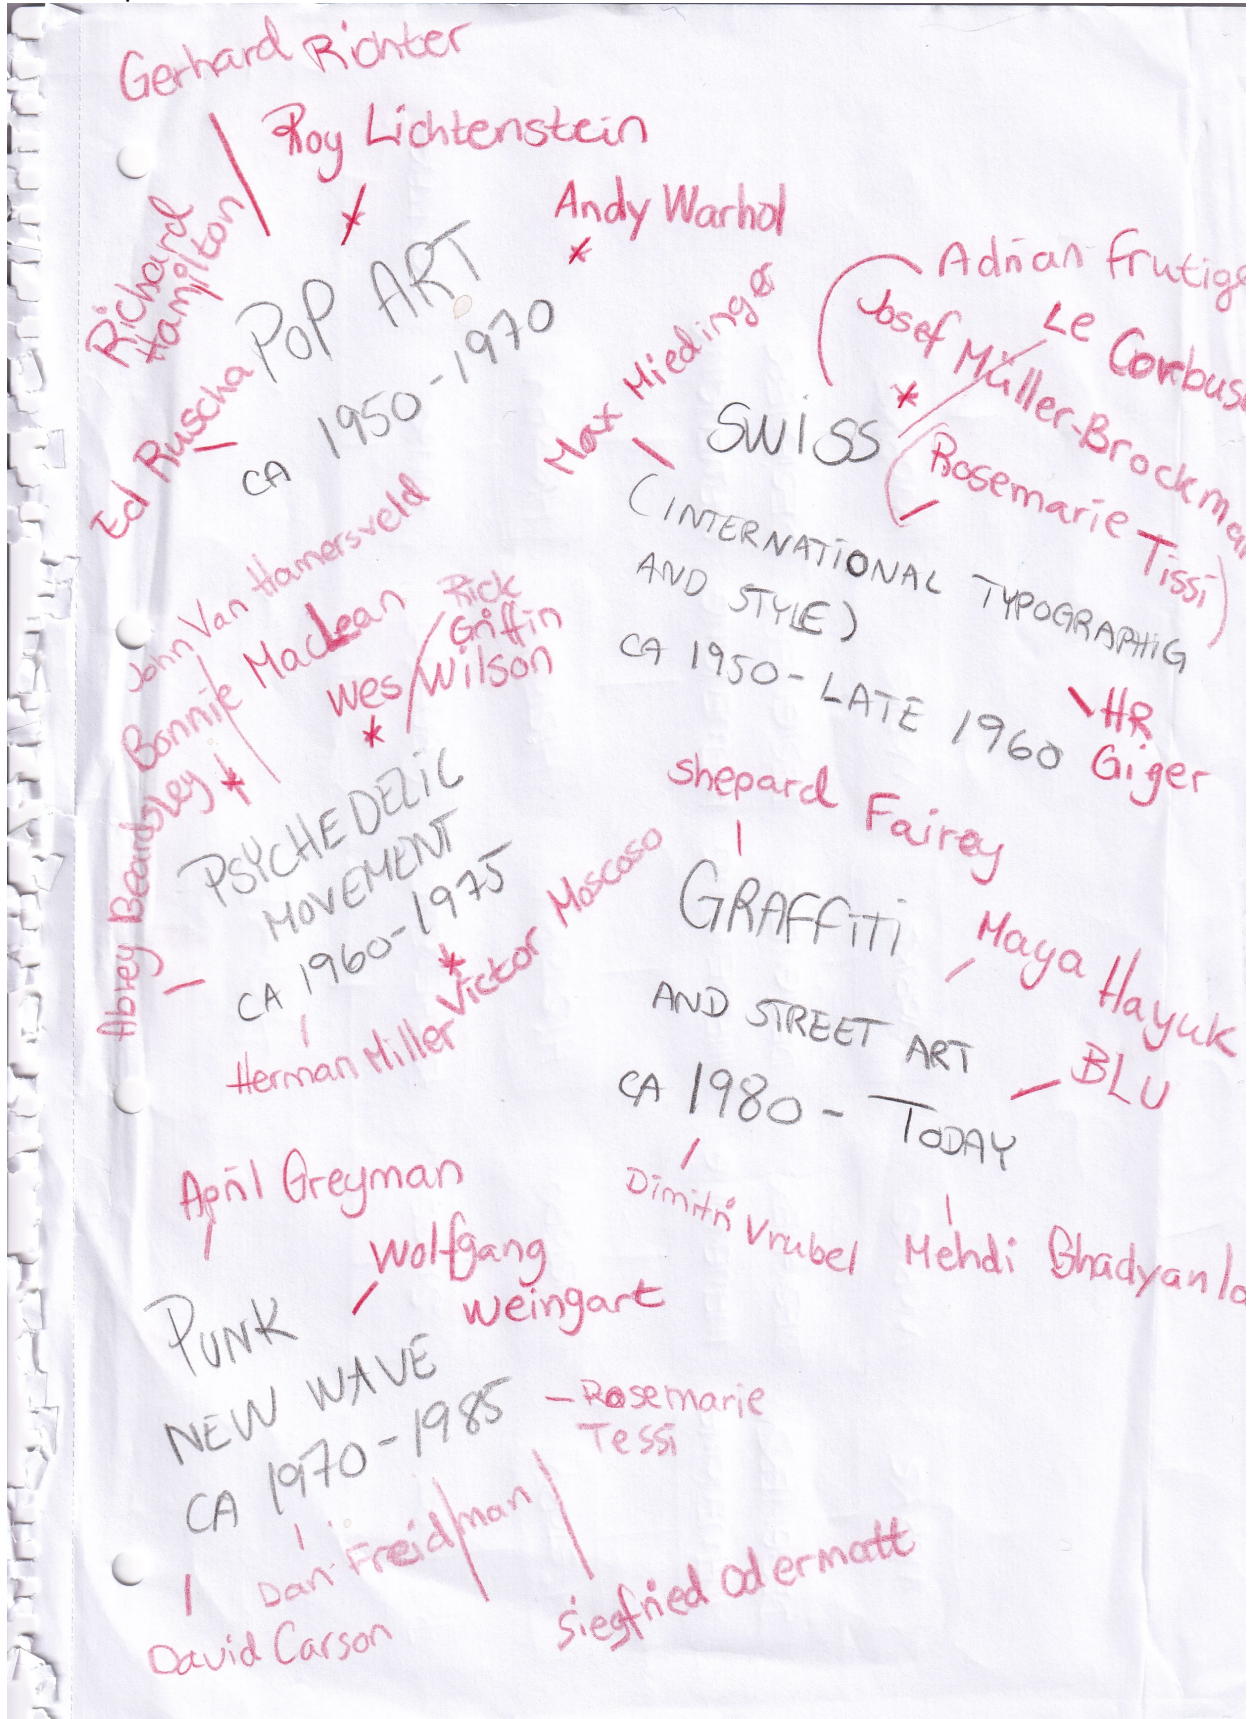 Gerhard Richter
Roy Lichtenstein
Andy Warhol
Richard
Hamilton
Ed Ruscha
POP ART
CA 1950-1970
Adrian Frutige
Le Corbus
Josef Müller-Brockman
Max Miedinger
Rosemarie Tissi)
SWiSS
(INTERNATIONAL TYPOGRAPHIG
AND STYLE)
CA 1950-LATE 1960
HR
Giger
John Van Hamersveld
Bonnie MacLean
Rick
Griffin
Wes Wilson
Abrey Beardsley
PSYCHEDELIC
MOVEMENT
CA 1960-1975
Victor Moscoso
Herman Miller
Shepard Fairey
GRAFFiTi
AND STREET ART
CA 1980 - TODAY
Maya Hayuk
BLU
Dimitri Vrubel
Mehdi Ghadyanlo
April Greyman
Wolfgang
Weingart
PUNK
NEW WAVE
CA 1970-1985
Rosemarie
Tessi
Dan Freidman
Siegfried Odermatt
David Carson